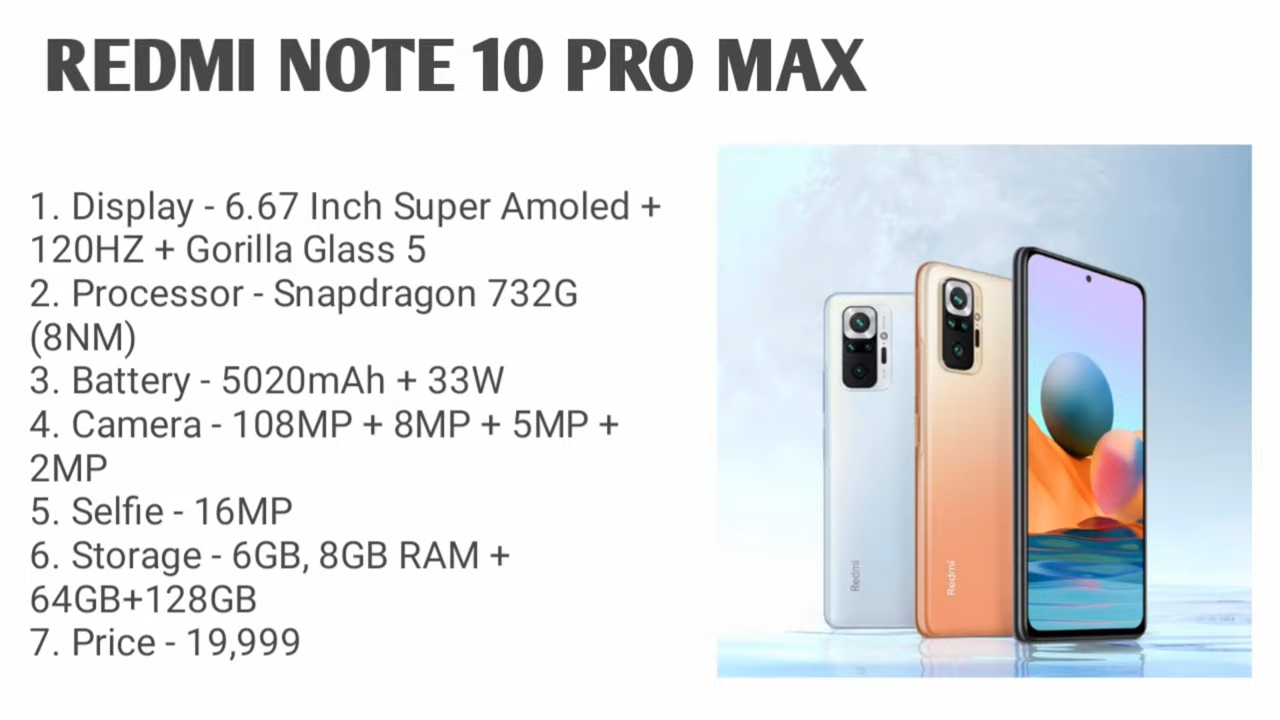 REDMI NOTE 10 PRO MAX
1. Display - 6.67 Inch Super Amoled +
120HZ + Gorilla Glass 5
2. Processor - Snapdragon 732G
(8NM)
3. Battery - 5020mAh + 33W
4. Camera - 108MP + 8MP + 5MP +
2MP
5. Selfie - 16MP
6. Storage - 6GB, 8GB RAM +
64GB+128GB
7. Price - 19,999
Redmi
Redmi